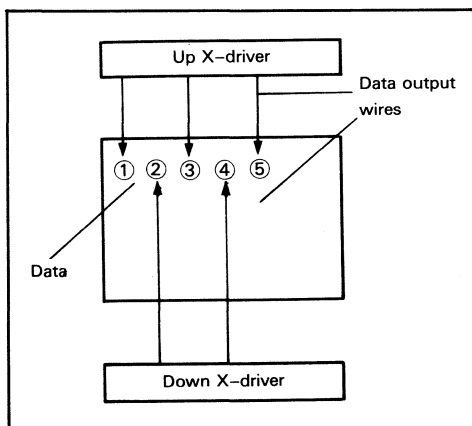 Up X–driver
Data output
wires
① ② ③ ④ ⑤
Data
Down X–driver